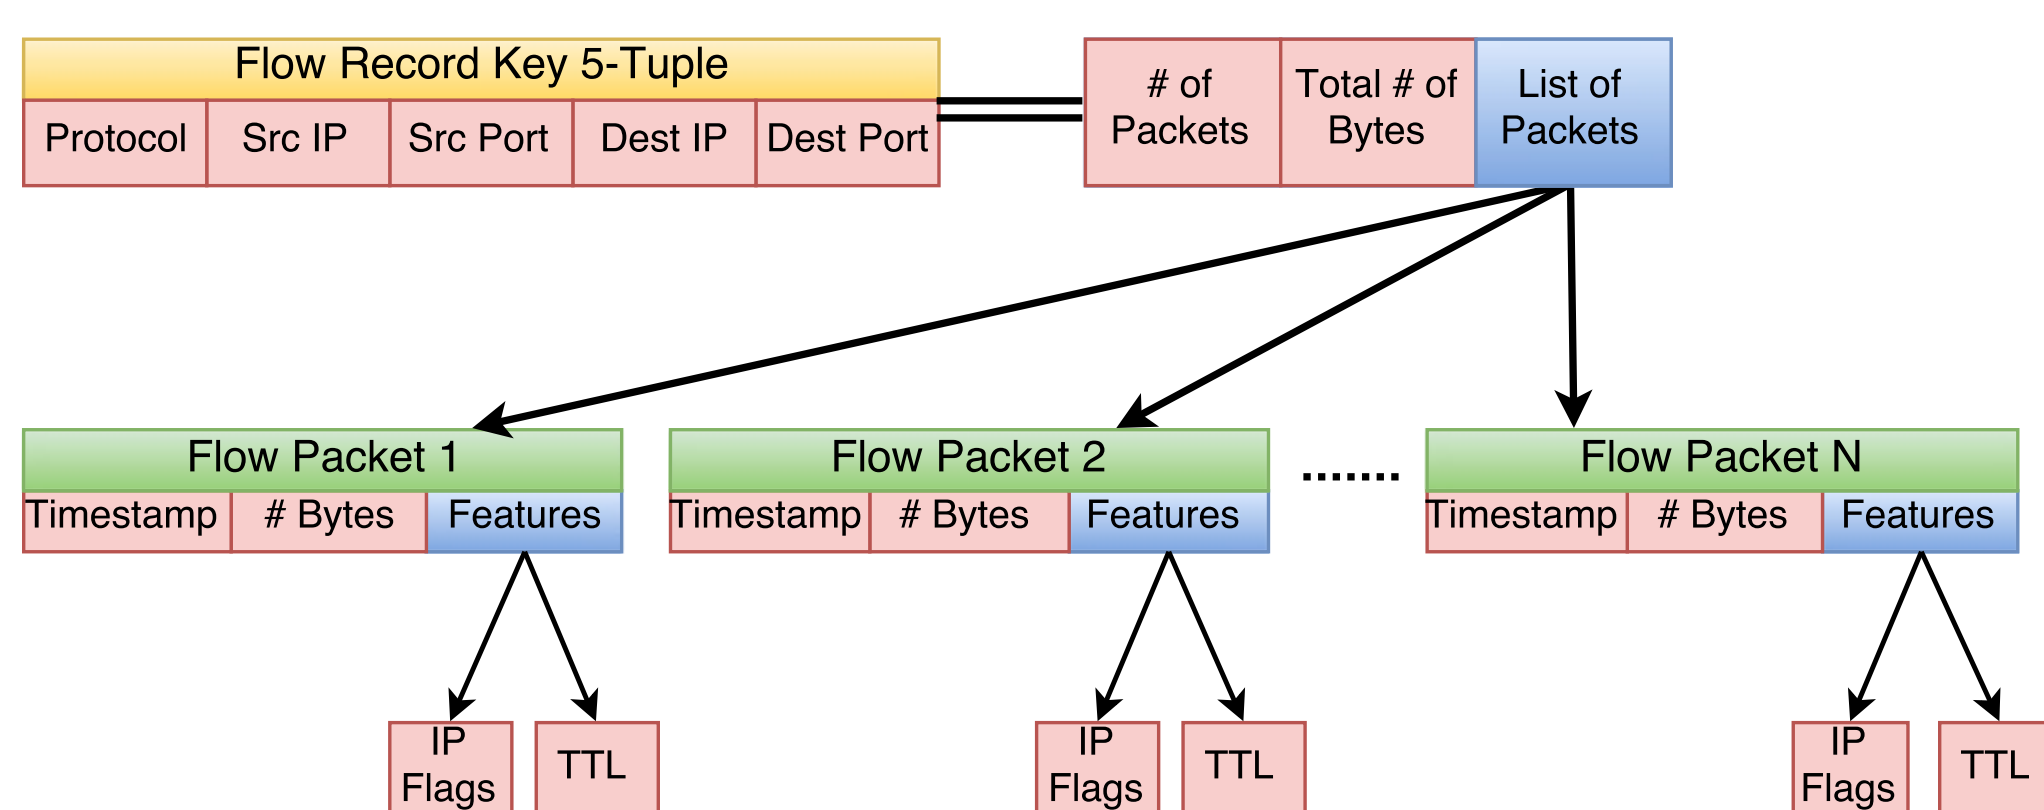 Flow Record Key 5-Tuple
Protocol Src IP Src Port Dest IP Dest Port
# of Packets
Total # of Bytes
List of Packets
Flow Packet 1
Timestamp # Bytes Features
IP Flags
TTL
Flow Packet 2
Timestamp # Bytes Features
IP Flags
TTL
........
Flow Packet N
Timestamp # Bytes Features
IP Flags
TTL